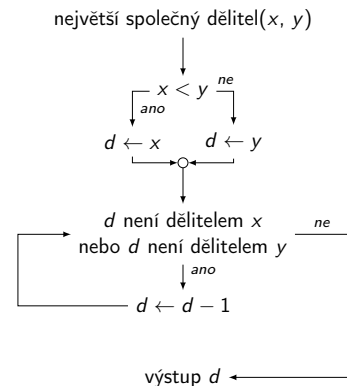 největší společný dělitel(x, y)
x < y
ne
ano
d ← x
d ← y
d není dělitelem x
nebo d není dělitelem y
ne
ano
d ← d − 1
výstup d